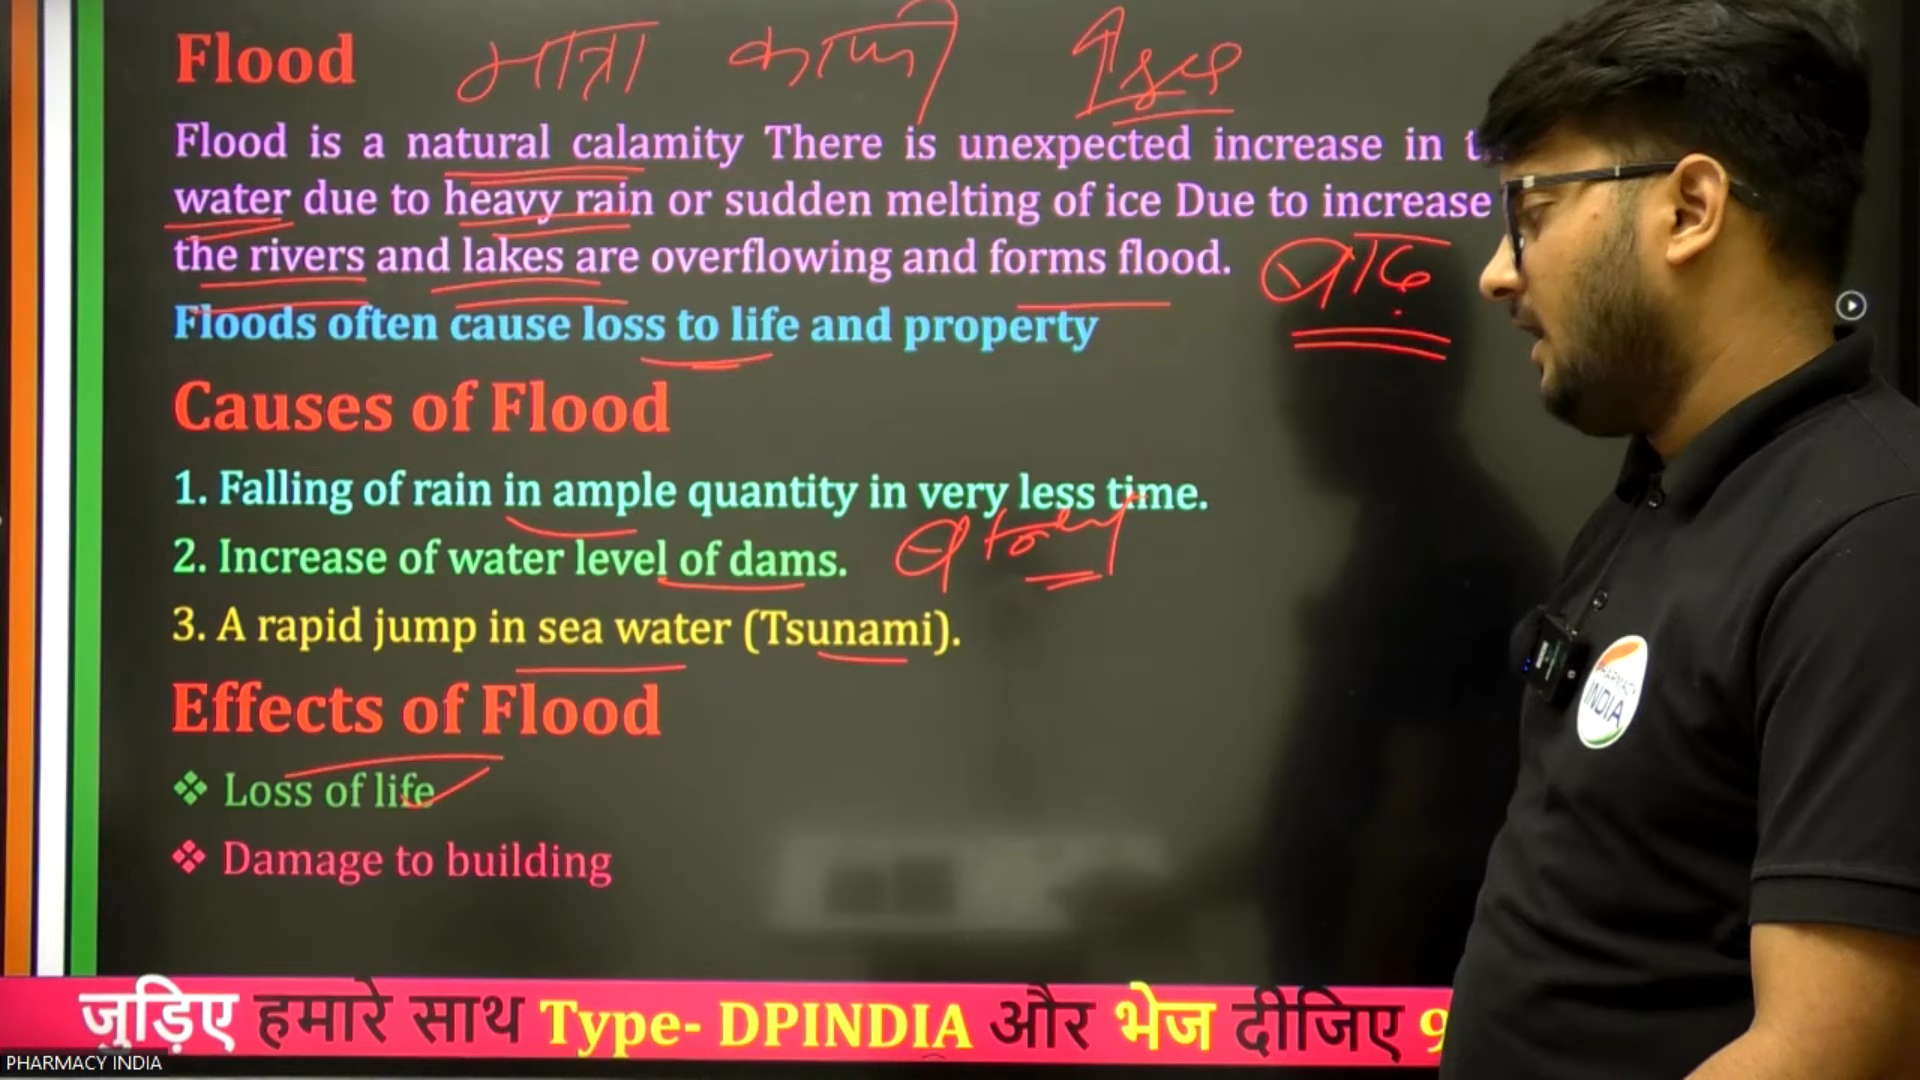 Flood मात्रा काफी
Flood is a natural calamity There is unexpected increase in
water due to heavy rain or sudden melting of ice Due to increase
the rivers and lakes are overflowing and forms flood. बाढ़
Floods often cause loss to life and property
Causes of Flood
1. Falling of rain in ample quantity in very less time.
2. Increase of water level of dams.
3. A rapid jump in sea water (Tsunami).
Effects of Flood
❖ Loss of life
❖ Damage to building
PHARMACY
INDIA
जुड़िए हमारे साथ Type- DPINDIA और भेज दीजिए 9
PHARMACY INDIA